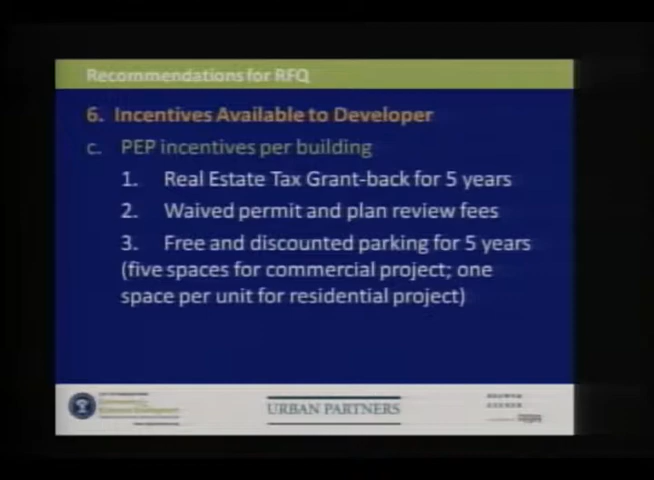 Recommendations for RFQ
6. Incentives Available to Developer
c. PEP incentives per building
1. Real Estate Tax Grant-back for 5 years
2. Waived permit and plan review fees
3. Free and discounted parking for 5 years
(five spaces for commercial project; one
space per unit for residential project)
URBAN PARTNERS